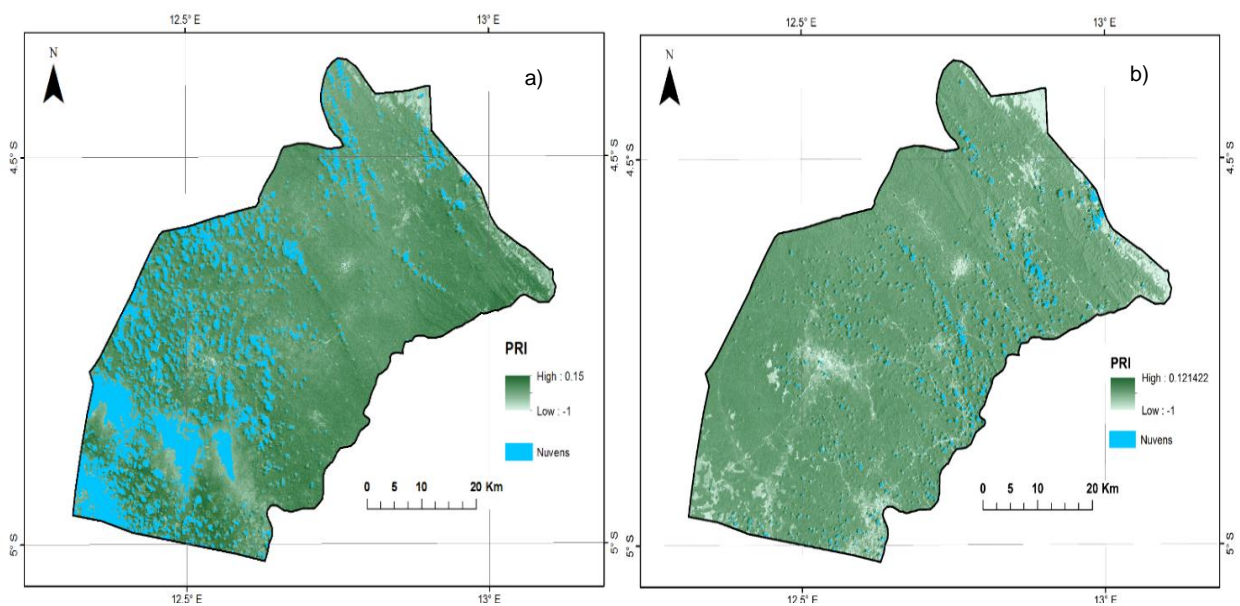 12.5° E
13° E
N
a)
4.5° S
4.5° S
PRI
High : 0.15
Low : -1
Nuvens
0 5 10 20 Km
5° S
5° S
12.5° E
13° E
12.5° E
13° E
N
b)
4.5° S
4.5° S
PRI
High : 0.121422
Low : -1
Nuvens
0 5 10 20 Km
5° S
5° S
12.5° E
13° E